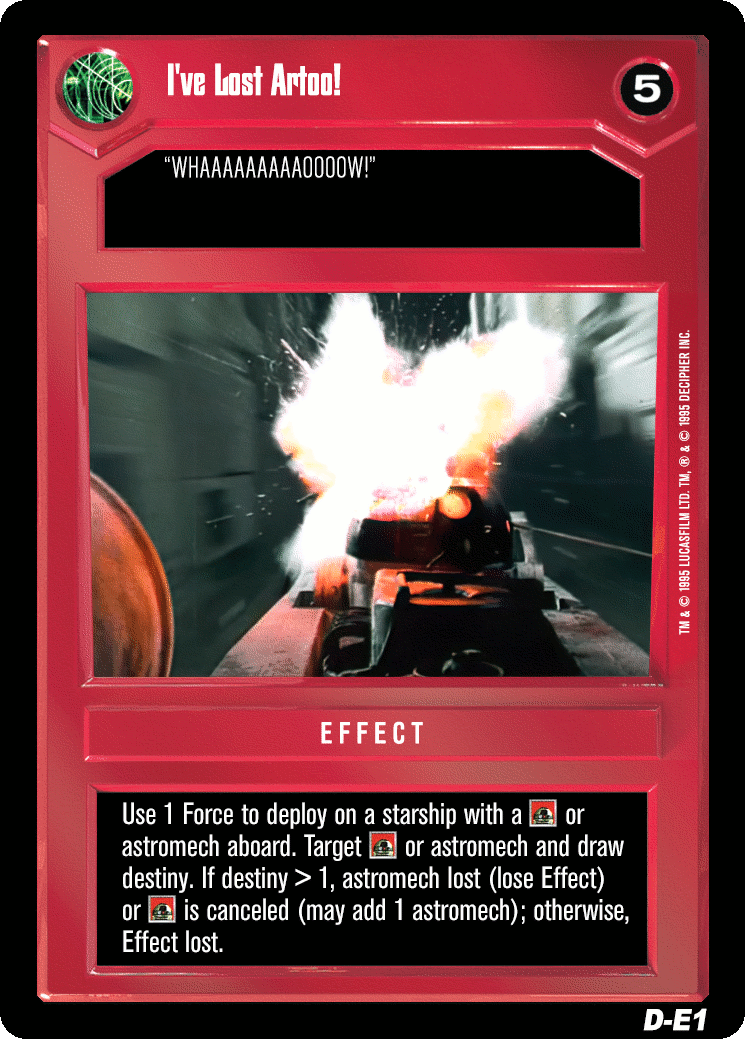 I've Lost Artoo!
5
“WHAAAAAAAAAOOOOW!”
TM & © 1995 LUCASFILM LTD. TM, ® & © 1995 DECIPHER INC.
EFFECT
Use 1 Force to deploy on a starship with a or
astromech aboard. Target or astromech and draw
destiny. If destiny > 1, astromech lost (lose Effect)
or is canceled (may add 1 astromech); otherwise,
Effect lost.
D-E1